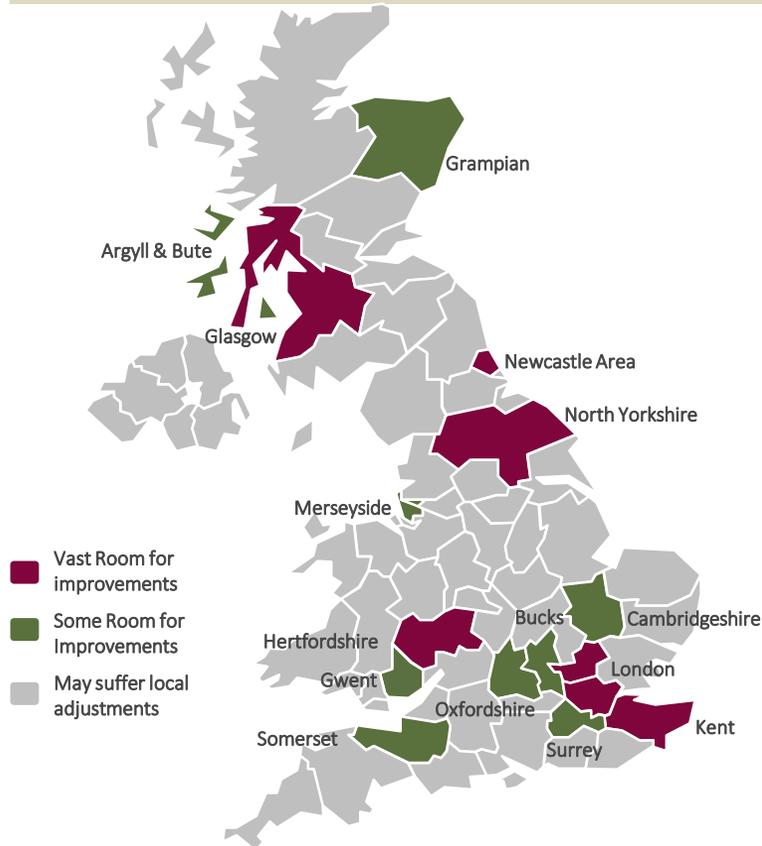 Grampian
Argyll & Bute
Glasgow
Newcastle Area
North Yorkshire
Merseyside
Vast Room for
improvements
Some Room for
Improvements
May suffer local
adjustments
Bucks
Cambridgeshire
Hertfordshire
London
Gwent
Oxfordshire
Kent
Somerset
Surrey